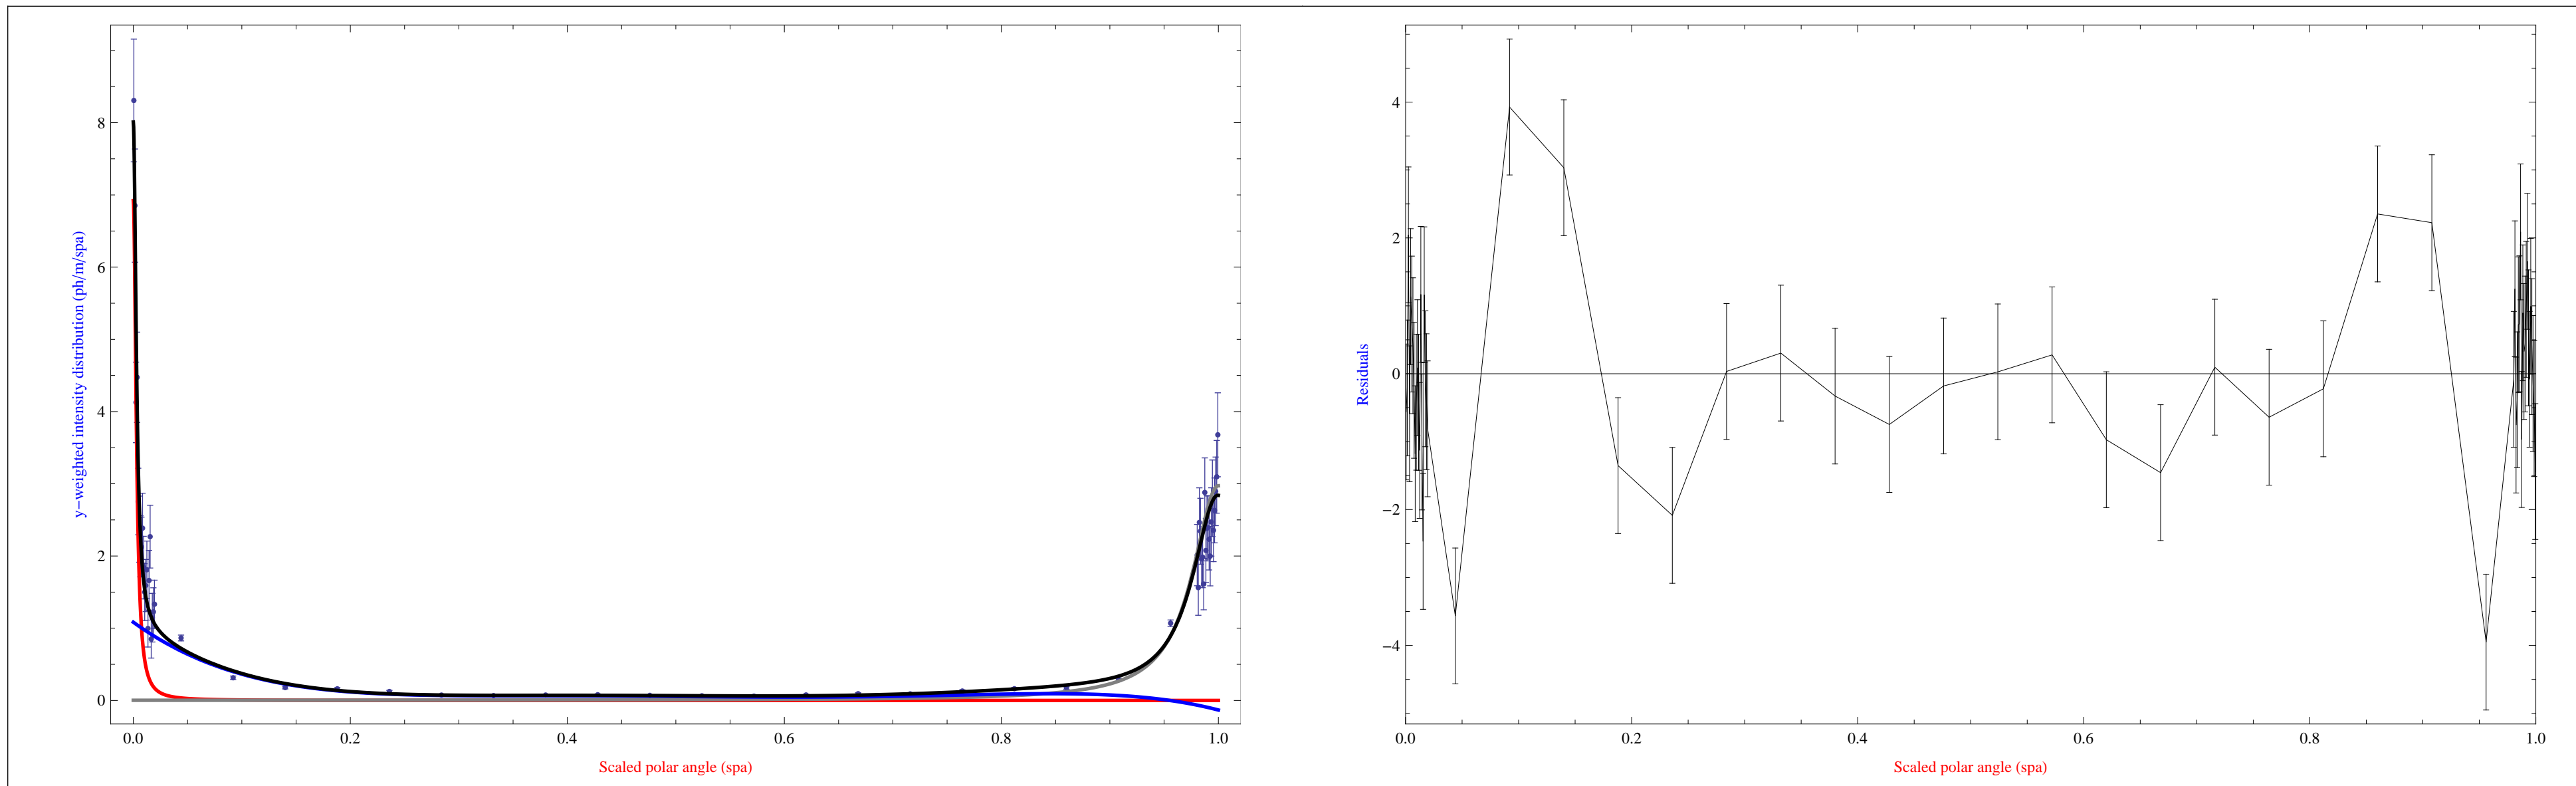 y−weighted intensity distribution (ph/m/spa)
8
6
4
2
0
0.0 0.2 0.4 0.6 0.8 1.0
Scaled polar angle (spa)
Residuals
4
2
0
−2
−4
0.0 0.2 0.4 0.6 0.8 1.0
Scaled polar angle (spa)